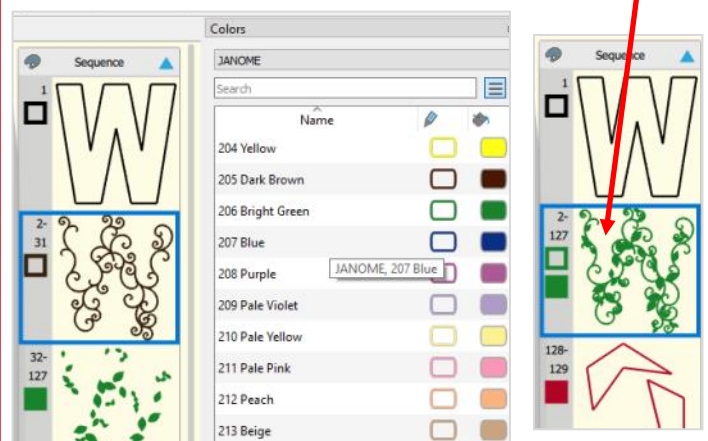 Sequence
1
2-
31
32-
127
Colors
JANOME
Search
Name
204 Yellow
205 Dark Brown
206 Bright Green
207 Blue
JANOME, 207 Blue
208 Purple
209 Pale Violet
210 Pale Yellow
211 Pale Pink
212 Peach
213 Beige
Sequence
1
2-
127
128-
129